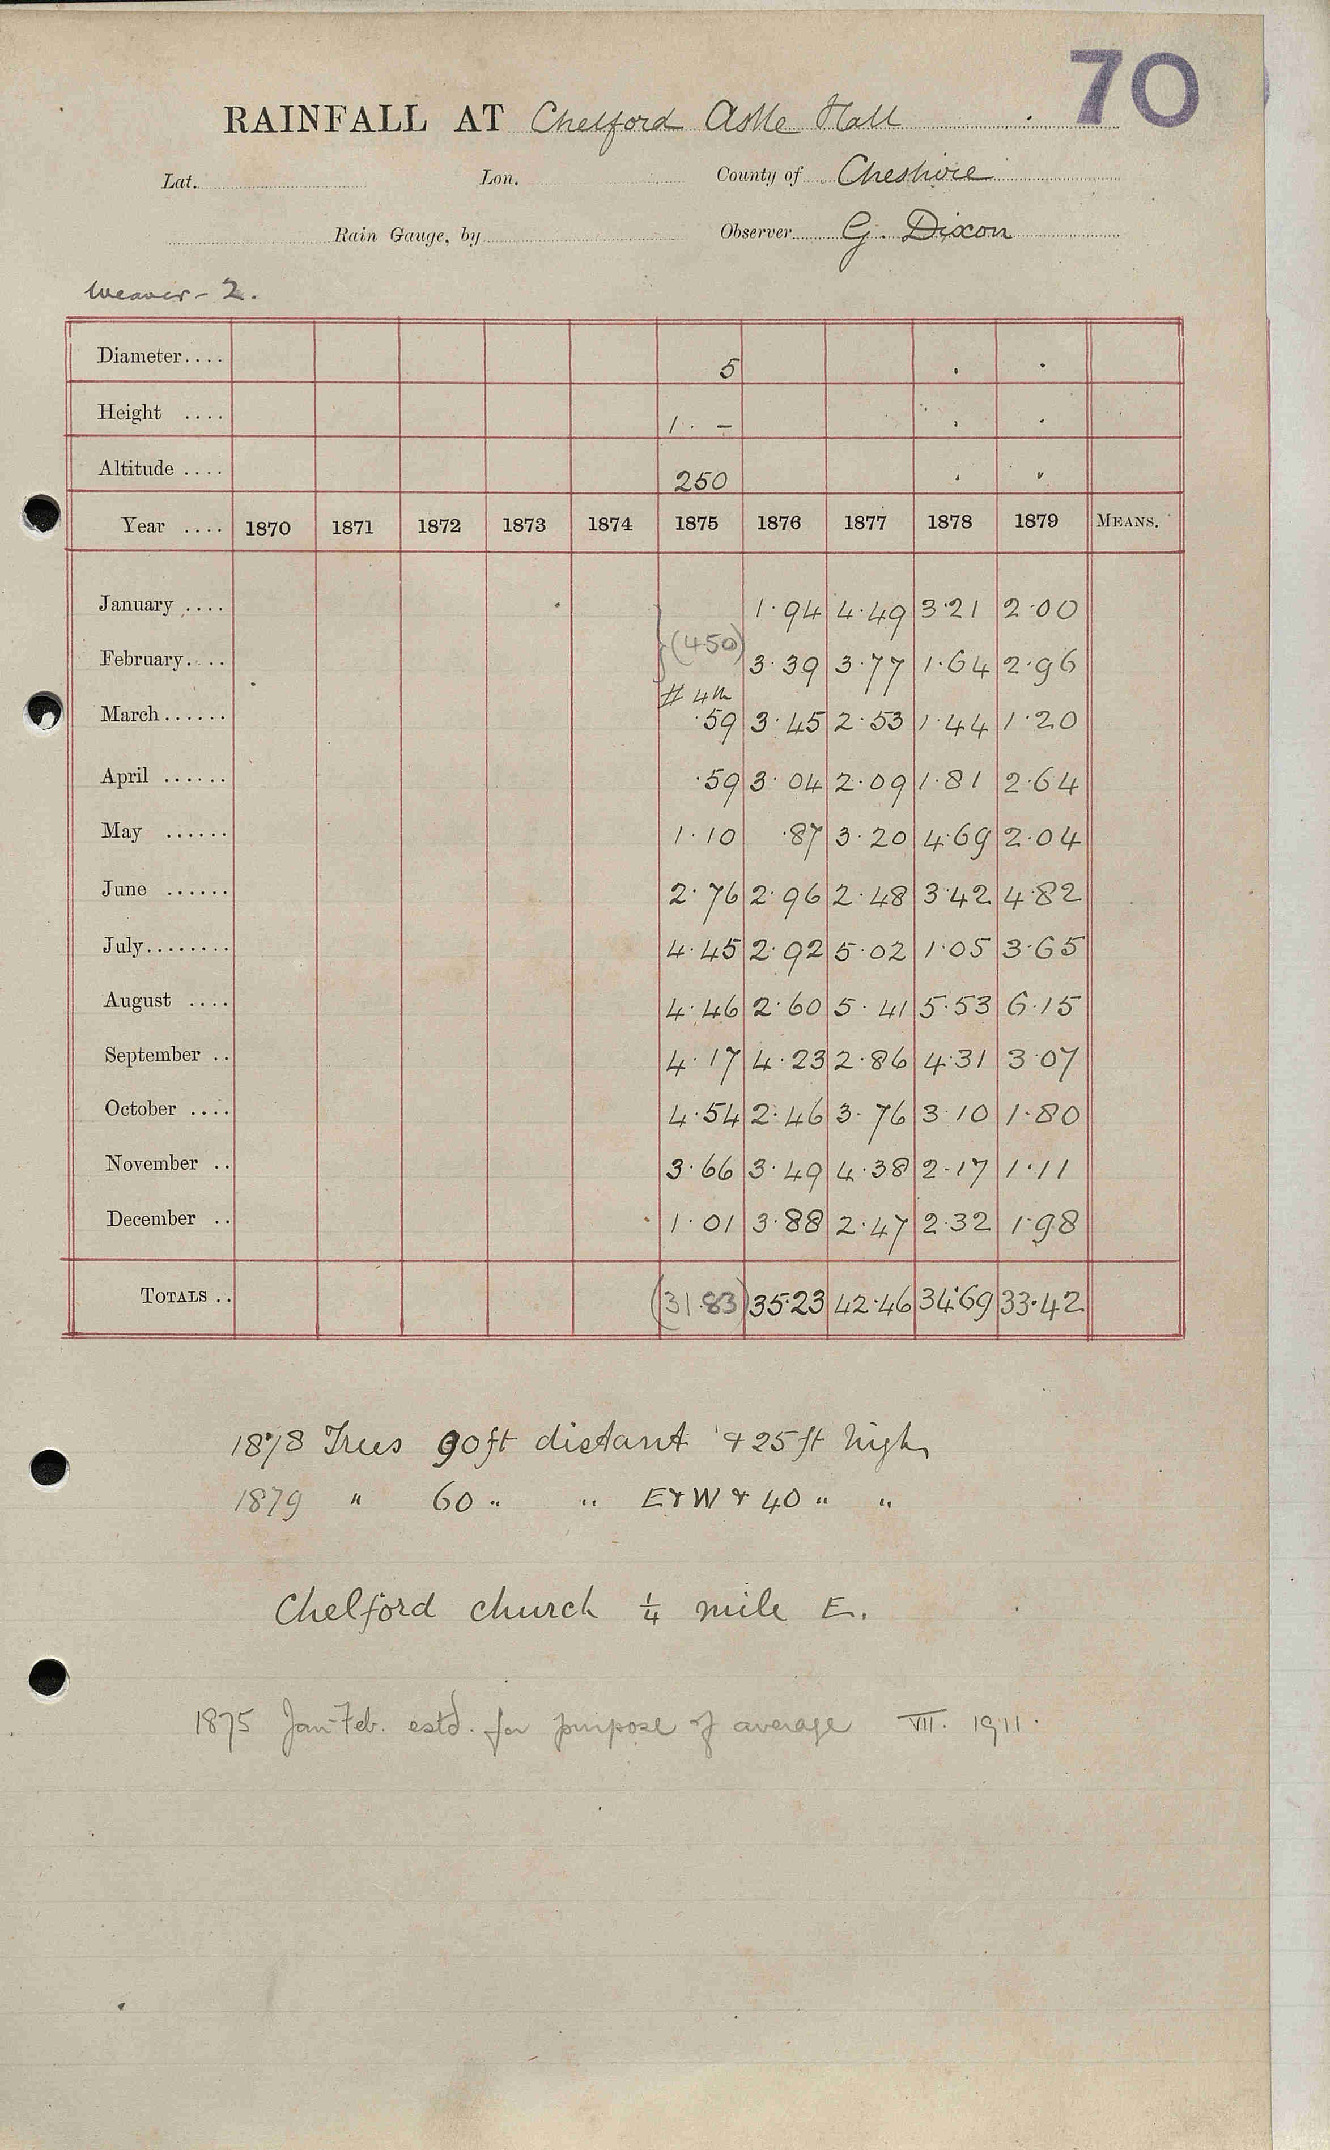 70
RAINFALL AT Chelford Astle Hall
Lat. Lon. County of Cheshire
Rain Gauge, by Observer G. Dixon
Weaver - 2.
Diameter.... 5
Height .... 1. –
Altitude .... 250
Year .... 1870 1871 1872 1873 1874 1875 1876 1877 1878 1879 MEANS.
January .... 1.94 4.49 3.21 2.00
(450)
February.... 3.39 3.77 1.64 2.96
# 4th
March...... .59 3.45 2.53 1.44 1.20
April ...... .59 3.04 2.09 1.81 2.64
May ...... 1.10 .87 3.20 4.69 2.04
June ...... 2.76 2.96 2.48 3.42 4.82
July........ 4.45 2.92 5.02 1.05 3.65
August .... 4.46 2.60 5.41 5.53 6.15
September .. 4.17 4.23 2.86 4.31 3.07
October .... 4.54 2.46 3.76 3.10 1.80
November .. 3.66 3.49 4.38 2.17 1.11
December .. 1.01 3.88 2.47 2.32 1.98
TOTALS .. (31.83) 35.23 42.46 34.69 33.42
1878 Trees 90ft distant + 25 ft high
1879 " 60 " " E & W & 40 " "
Chelford church 1/4 mile E.
1875 Jan-Feb. estd. for purpose of average VII. 1911.